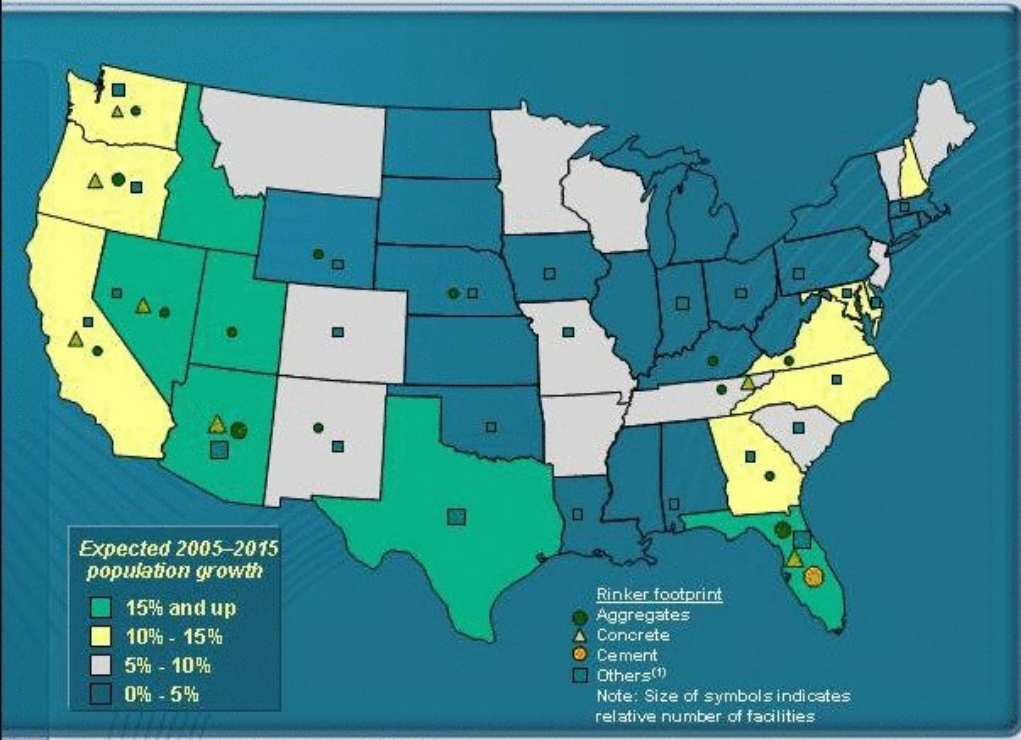 Expected 2005–2015
population growth
15% and up
10% - 15%
5% - 10%
0% - 5%
Rinker footprint
Aggregates
Concrete
Cement
Others(1)
Note: Size of symbols indicates
relative number of facilities